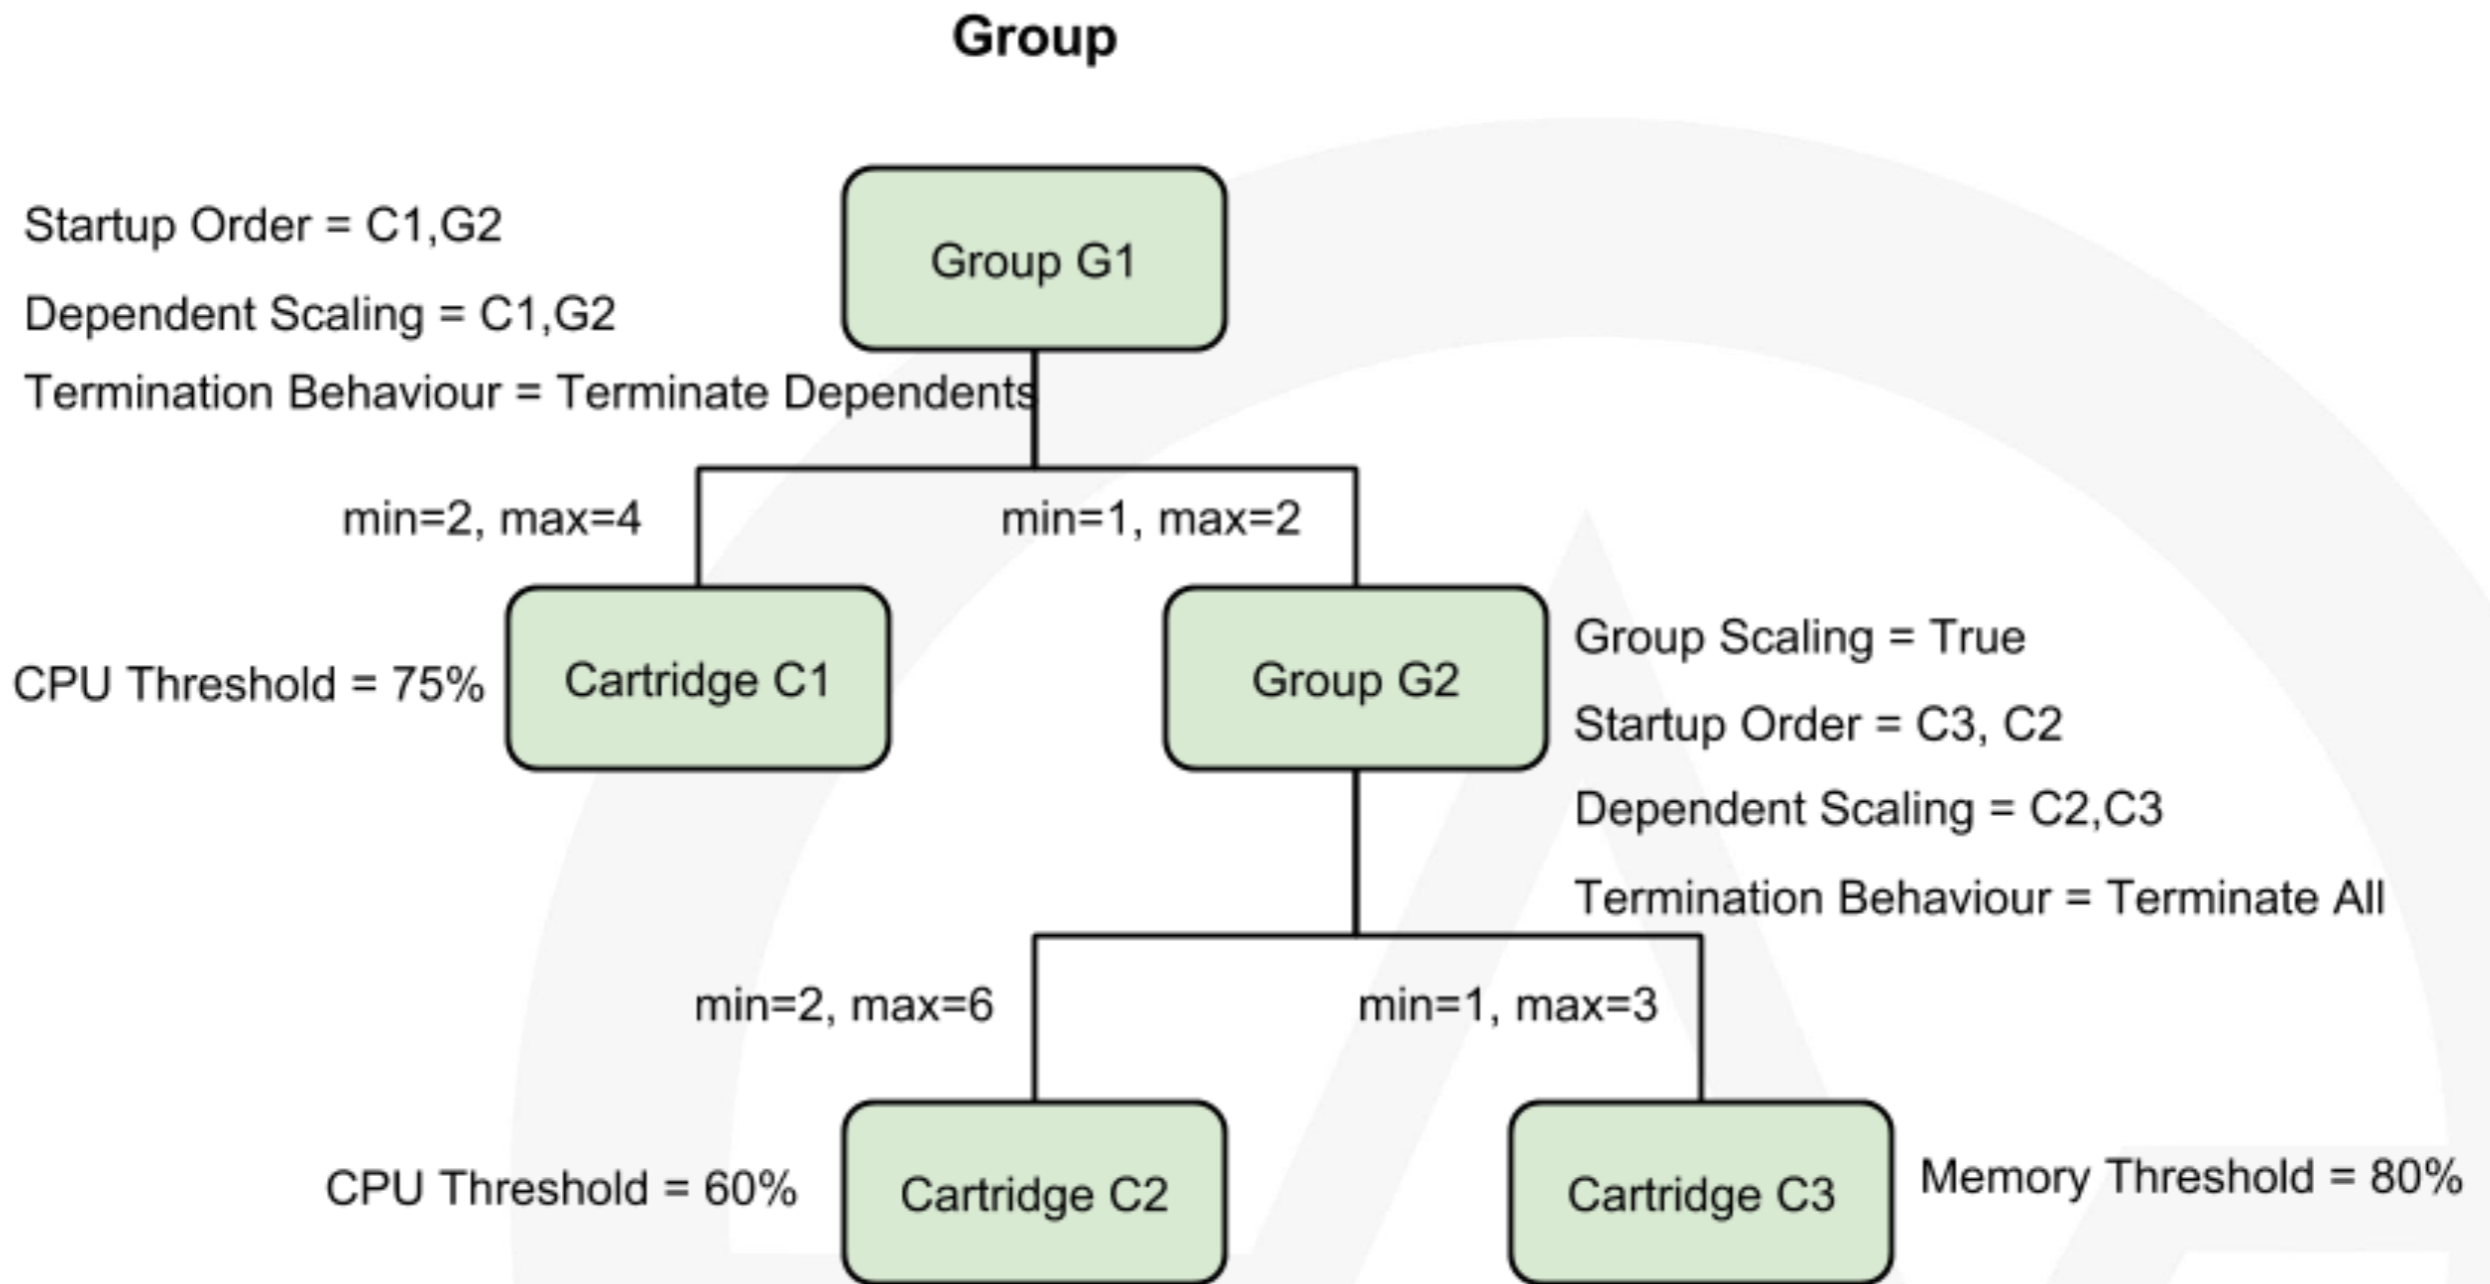 Group
Startup Order = C1,G2
Dependent Scaling = C1,G2
Termination Behaviour = Terminate Dependents
Group G1
min=2, max=4
min=1, max=2
CPU Threshold = 75%
Cartridge C1
Group G2
Group Scaling = True
Startup Order = C3, C2
Dependent Scaling = C2,C3
Termination Behaviour = Terminate All
min=2, max=6
min=1, max=3
CPU Threshold = 60%
Cartridge C2
Cartridge C3
Memory Threshold = 80%